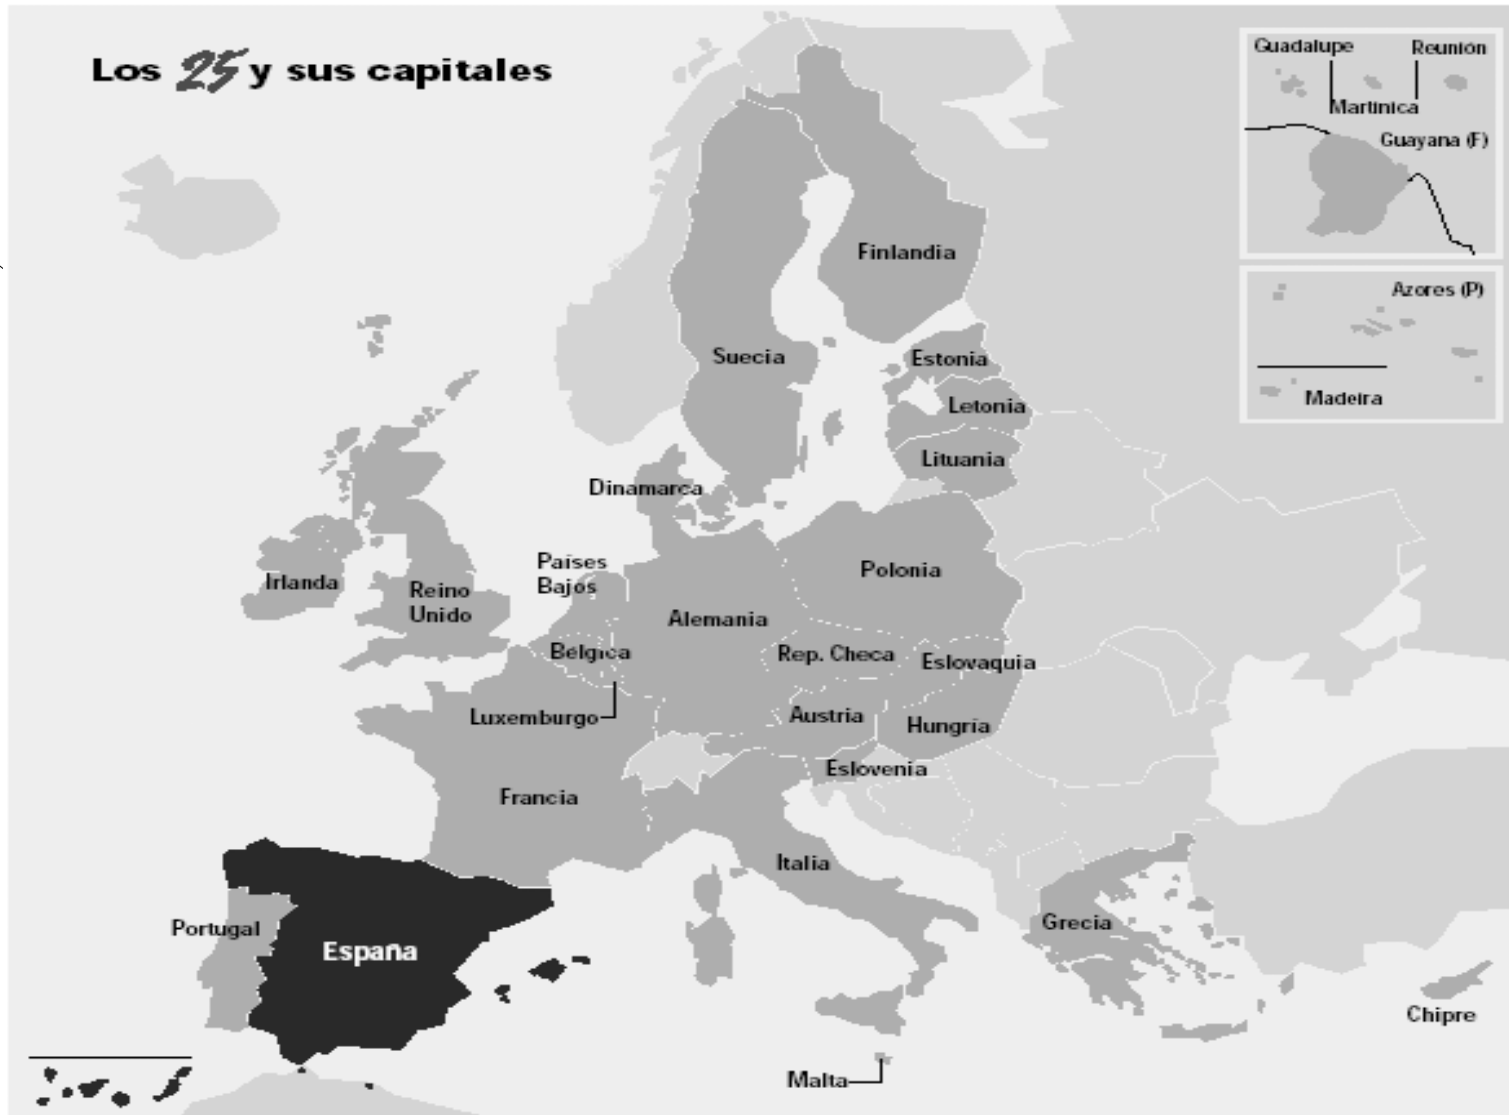 Los 25 y sus capitales
Guadalupe
Reunión
Martinica
Guayana (F)
Azores (P)
Madeira
Finlandia
Suecia
Estonia
Letonia
Lituania
Dinamarca
Países
Bajos
Irlanda
Reino
Unido
Polonia
Alemania
Bélgica
Rep. Checa
Eslovaquia
Luxemburgo
Austria
Hungría
Eslovenia
Francia
Italia
Portugal
España
Grecia
Chipre
Malta